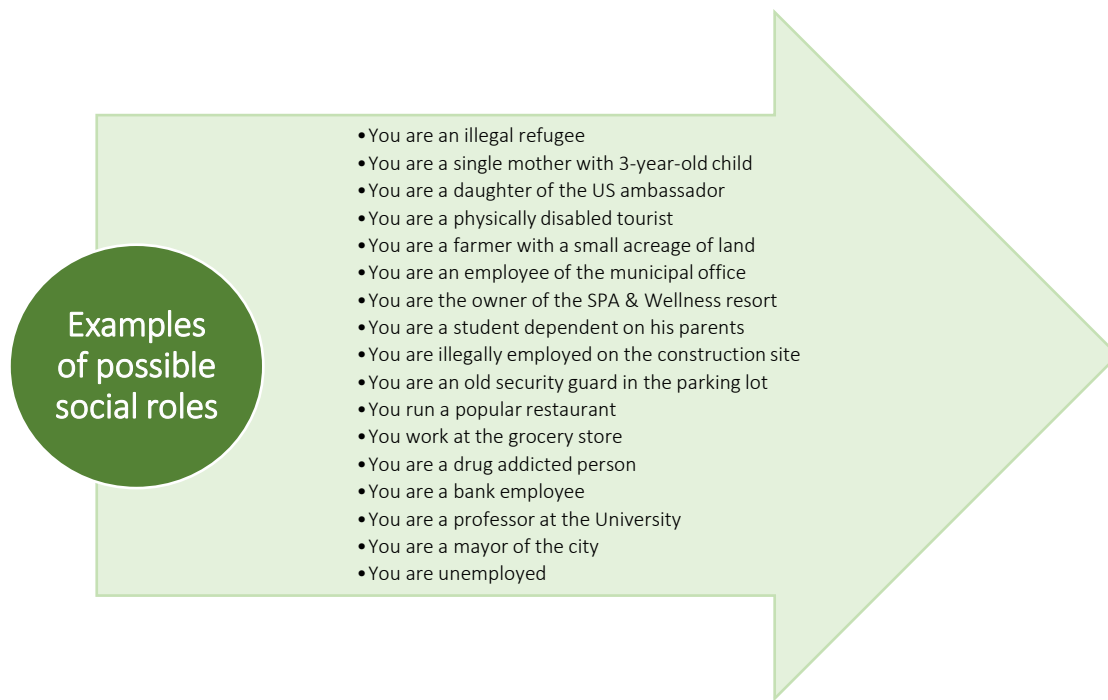 Examples
of possible
social roles
•You are an illegal refugee
•You are a single mother with 3-year-old child
•You are a daughter of the US ambassador
•You are a physically disabled tourist
•You are a farmer with a small acreage of land
•You are an employee of the municipal office
•You are the owner of the SPA & Wellness resort
•You are a student dependent on his parents
•You are illegally employed on the construction site
•You are an old security guard in the parking lot
•You run a popular restaurant
•You work at the grocery store
•You are a drug addicted person
•You are a bank employee
•You are a professor at the University
•You are a mayor of the city
•You are unemployed